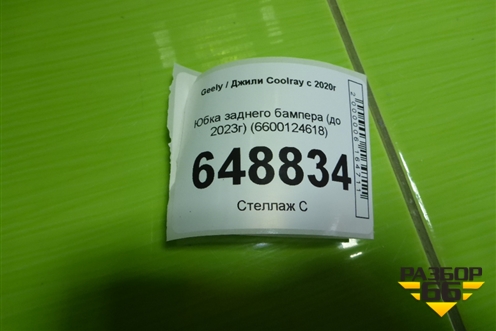 Geely / Джили Coolray с 2020г
Юбка заднего бампера (до
2023г) (6600124618)
648834
Стеллаж С
РАЗБОР
66